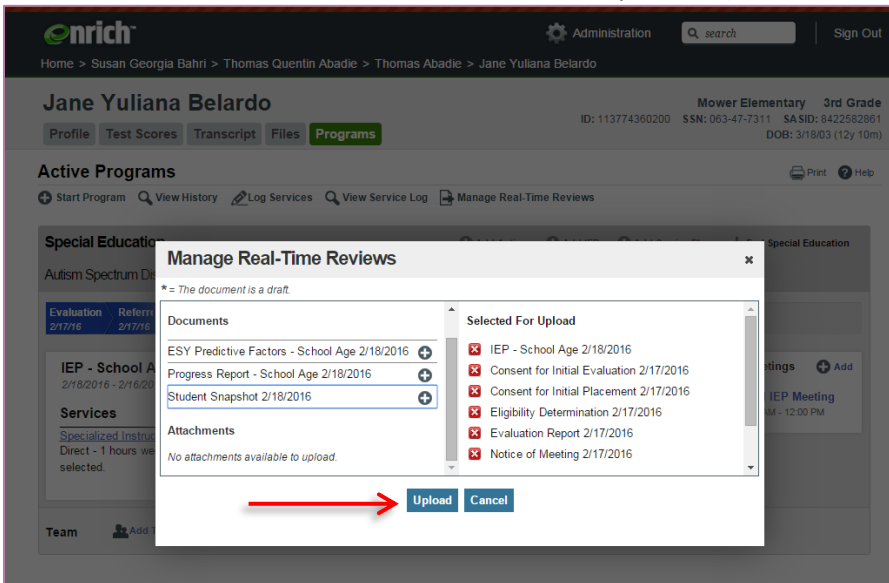 enrich
Administration
search
Sign Out
Home > Susan Georgia Bahri > Thomas Quentin Abadie > Thomas Abadie > Jane Yuliana Belardo
Jane Yuliana Belardo
Mower Elementary 3rd Grade
ID: 113774360200 SSN: 063-47-7311 SASID: 8422582861
DOB: 3/18/03 (12y 10m)
Profile Test Scores Transcript Files Programs
Active Programs
Print Help
Start Program View History Log Services View Service Log Manage Real-Time Reviews
Special Education
Special Education
Autism Spectrum
Evaluation
2/17/16 2/17/16
IEP - School A
2/18/2016 - 2/16/20
Services
Specialized Instruc
Direct - 1 hours we
selected.
Add
IEP Meeting
12:00 PM
Team Add
Manage Real-Time Reviews
* = The document is a draft.
Documents
ESY Predictive Factors - School Age 2/18/2016
Progress Report - School Age 2/18/2016
Student Snapshot 2/18/2016
Attachments
No attachments available to upload.
Selected For Upload
IEP - School Age 2/18/2016
Consent for Initial Evaluation 2/17/2016
Consent for Initial Placement 2/17/2016
Eligibility Determination 2/17/2016
Evaluation Report 2/17/2016
Notice of Meeting 2/17/2016
Upload Cancel